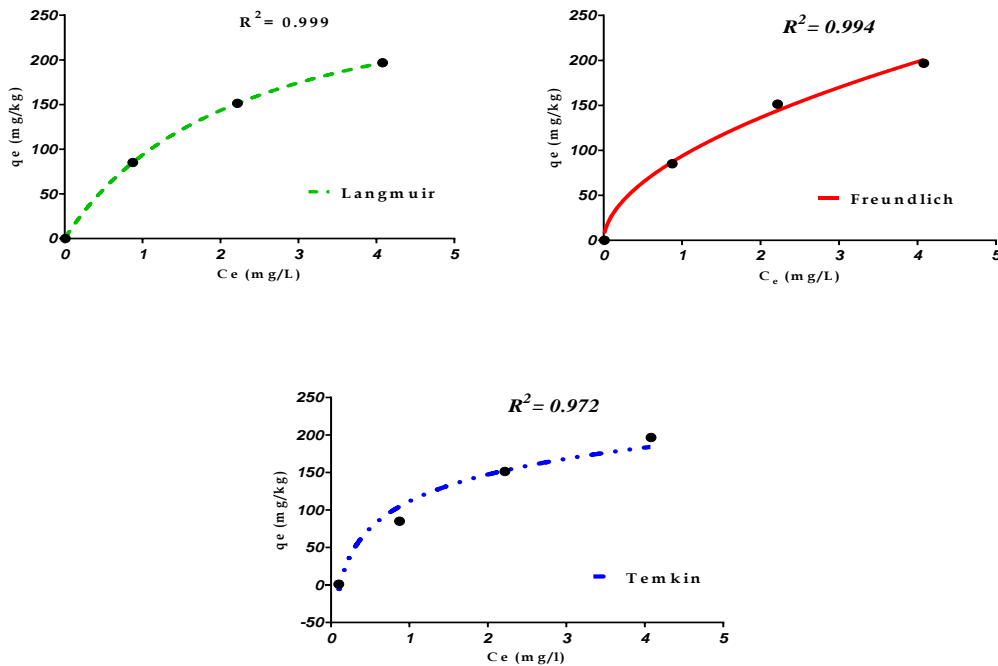 R2= 0.999
250
200
150
100
50
0
qe (mg/kg)
0 1 2 3 4 5
Ce (mg/L)
Langmuir
R2= 0.994
250
200
150
100
50
0
qe (mg/kg)
0 1 2 3 4 5
Ce (mg/L)
Freundlich
R2= 0.972
250
200
150
100
50
0
-50
qe (mg/kg)
0 1 2 3 4 5
Ce (mg/l)
Temkin